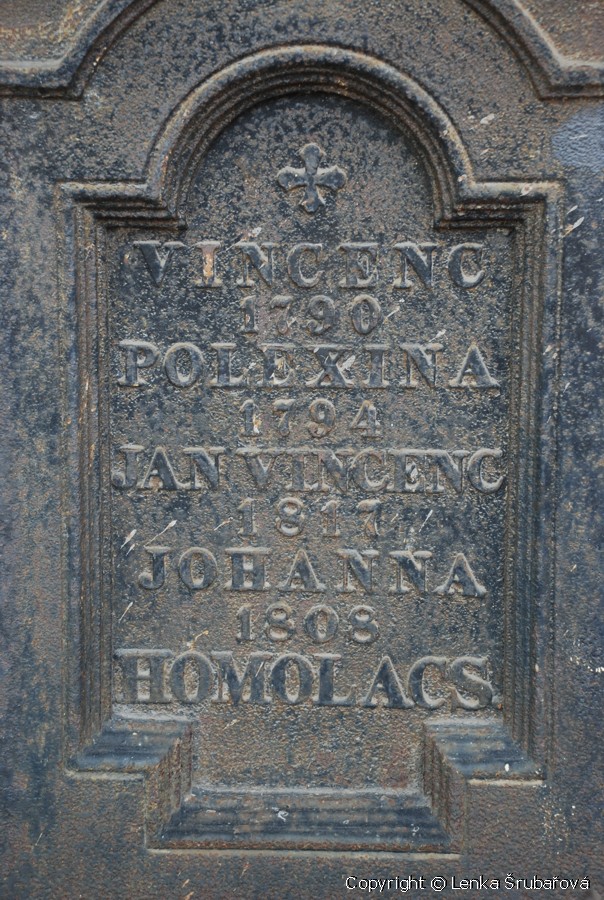 VINCENC
1790
POLEXINA
1794
JAN VINCENC
1817
JOHANNA
1808
HOMOLACS.
Copyright © Lenka Šrubařová